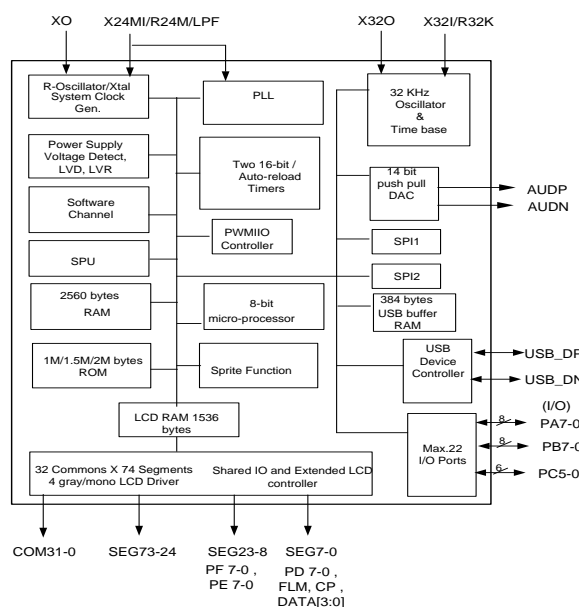 XO
X24MI/R24M/LPF
X32O
X32I/R32K
R-Oscillator/Xtal
System Clock
Gen.
PLL
32 KHz
Oscillator
&
Time base
Power Supply
Voltage Detect,
LVD, LVR
Two 16-bit /
Auto-reload
Timers
14 bit
push pull
DAC
AUDP
AUDN
Software
Channel
PWMIIO
Controller
SPI1
SPU
SPI2
2560 bytes
RAM
8-bit
micro-processor
384 bytes
USB buffer
RAM
USB
Device
Controller
USB_DP
USB_DN
1M/1.5M/2M bytes
ROM
Sprite Function
(I/O)
LCD RAM 1536
bytes
Max.22
I/O Ports
8
PA7-0
8
PB7-0
6
PC5-0
32 Commons X 74 Segments
4 gray/mono LCD Driver
Shared IO and Extended LCD
controller
COM31-0
SEG73-24
SEG23-8
PF 7-0 ,
PE 7-0
SEG7-0
PD 7-0 ,
FLM, CP ,
DATA[3:0]